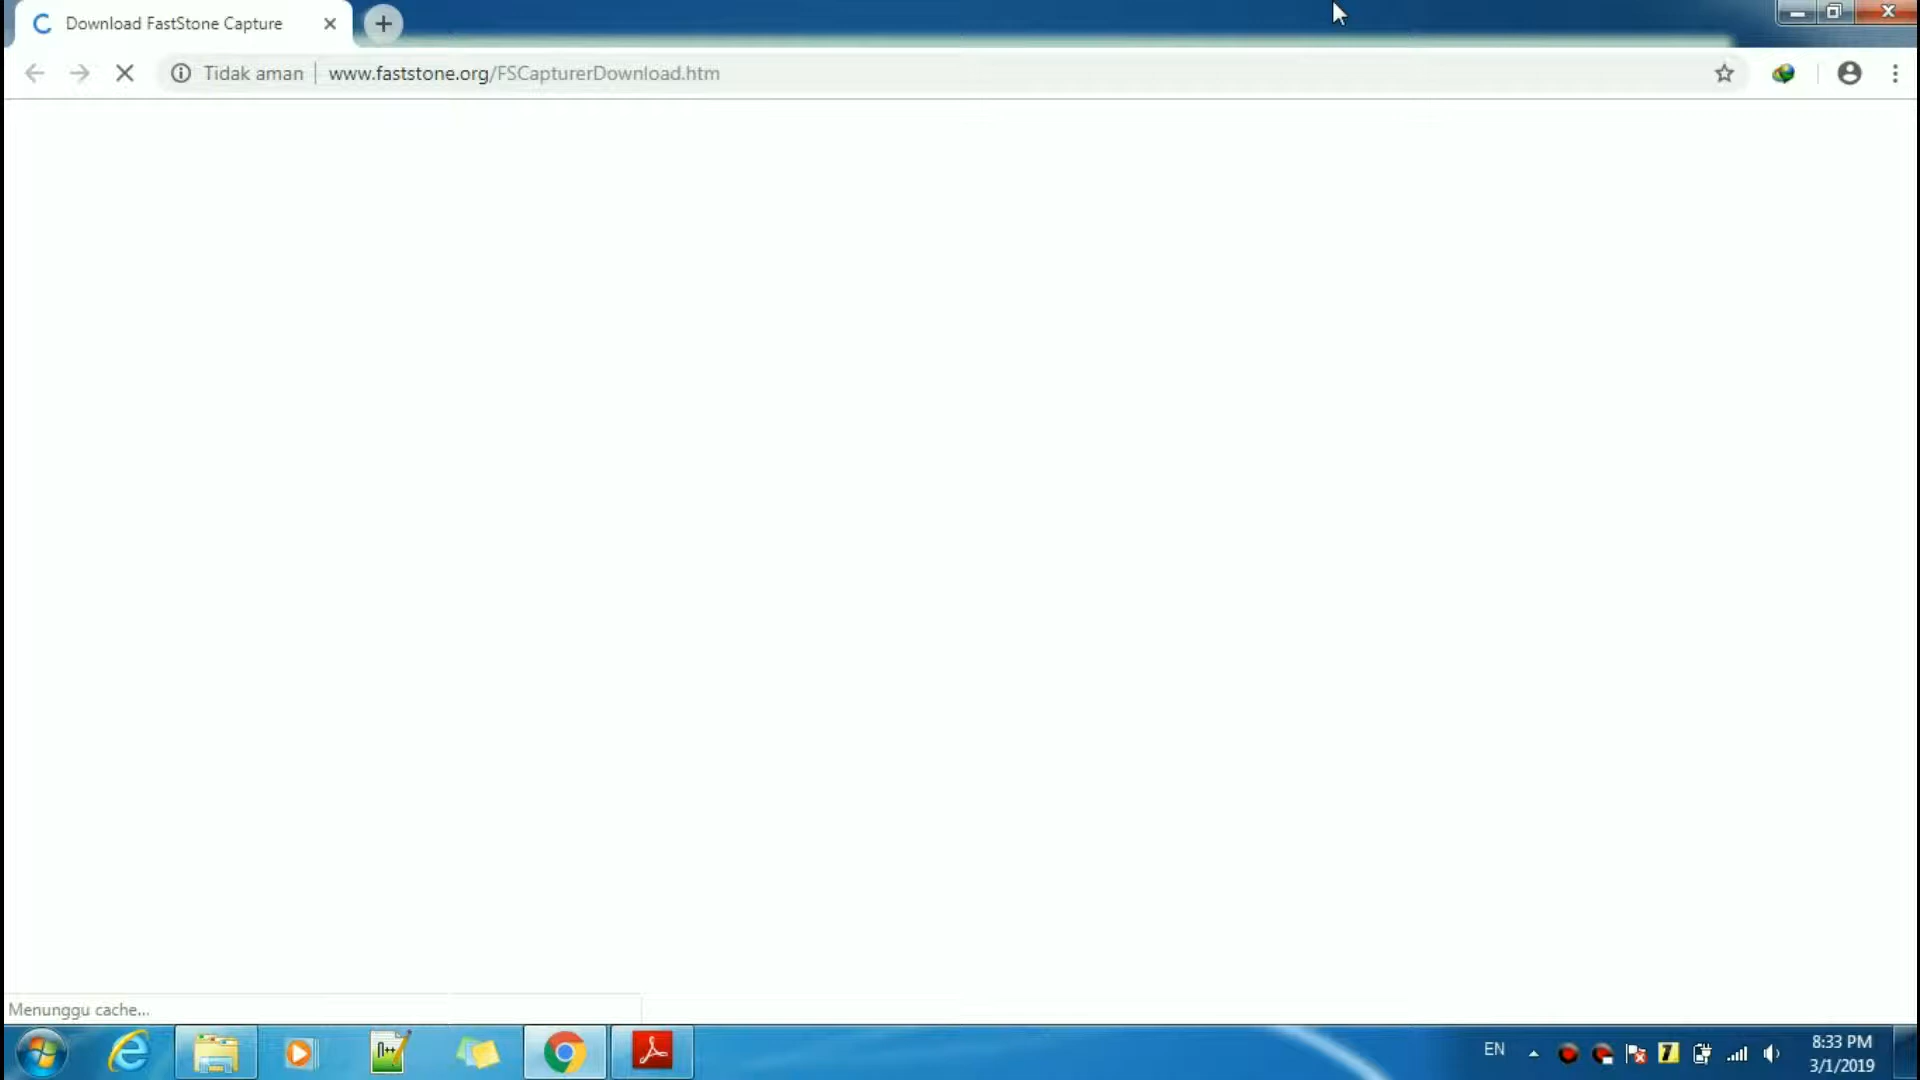 Download FastStone Capture
Tidak aman www.faststone.org/FSCapturerDownload.htm
Menunggu cache...
EN
8:33 PM
3/1/2019